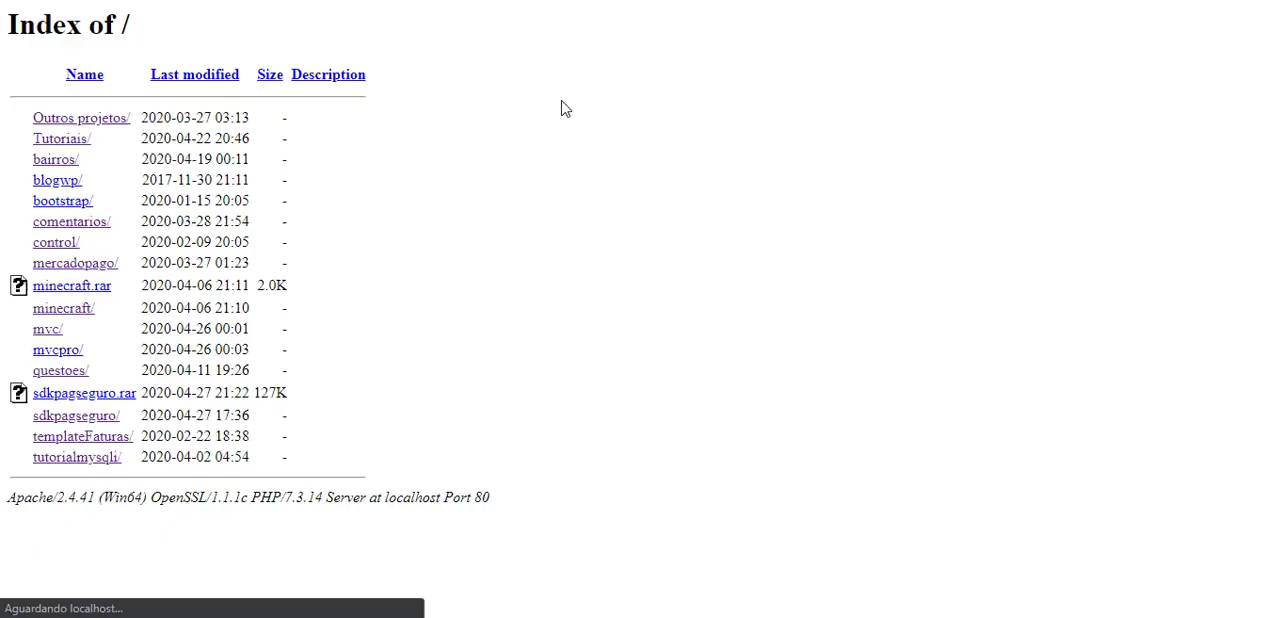 Index of /
Name Last modified Size Description
Outros projetos/ 2020-03-27 03:13 -
Tutoriais/ 2020-04-22 20:46 -
bairros/ 2020-04-19 00:11 -
blogwp/ 2017-11-30 21:11 -
bootstrap/ 2020-01-15 20:05 -
comentarios/ 2020-03-28 21:54 -
control/ 2020-02-09 20:05 -
mercadopago/ 2020-03-27 01:23 -
? minecraft.rar 2020-04-06 21:11 2.0K
minecraft/ 2020-04-06 21:10 -
mvc/ 2020-04-26 00:01 -
mvcpro/ 2020-04-26 00:03 -
questoes/ 2020-04-11 19:26 -
? sdkpagseguro.rar 2020-04-27 21:22 127K
sdkpagseguro/ 2020-04-27 17:36 -
templateFaturas/ 2020-02-22 18:38 -
tutorialmysqli/ 2020-04-02 04:54 -
Apache/2.4.41 (Win64) OpenSSL/1.1.1c PHP/7.3.14 Server at localhost Port 80
Aguardando localhost...